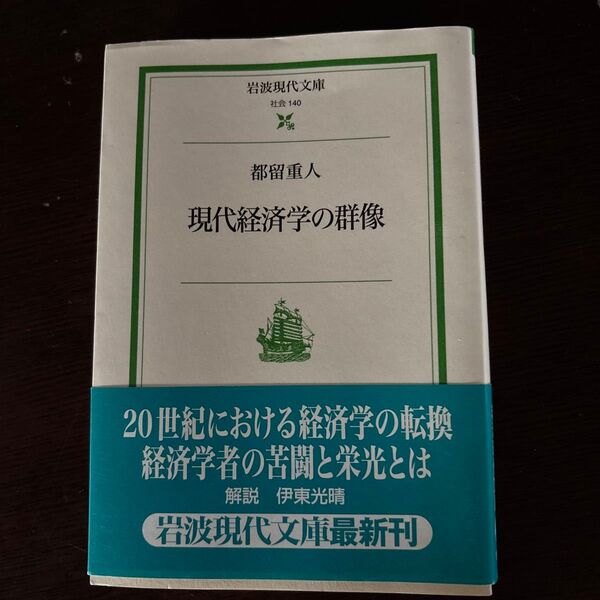 岩波現代文庫
社会 140
都留重人
現代経済学の群像
20世紀における経済学の転換
経済学者の苦闘と栄光とは
解説 伊東光晴
岩波現代文庫最新刊